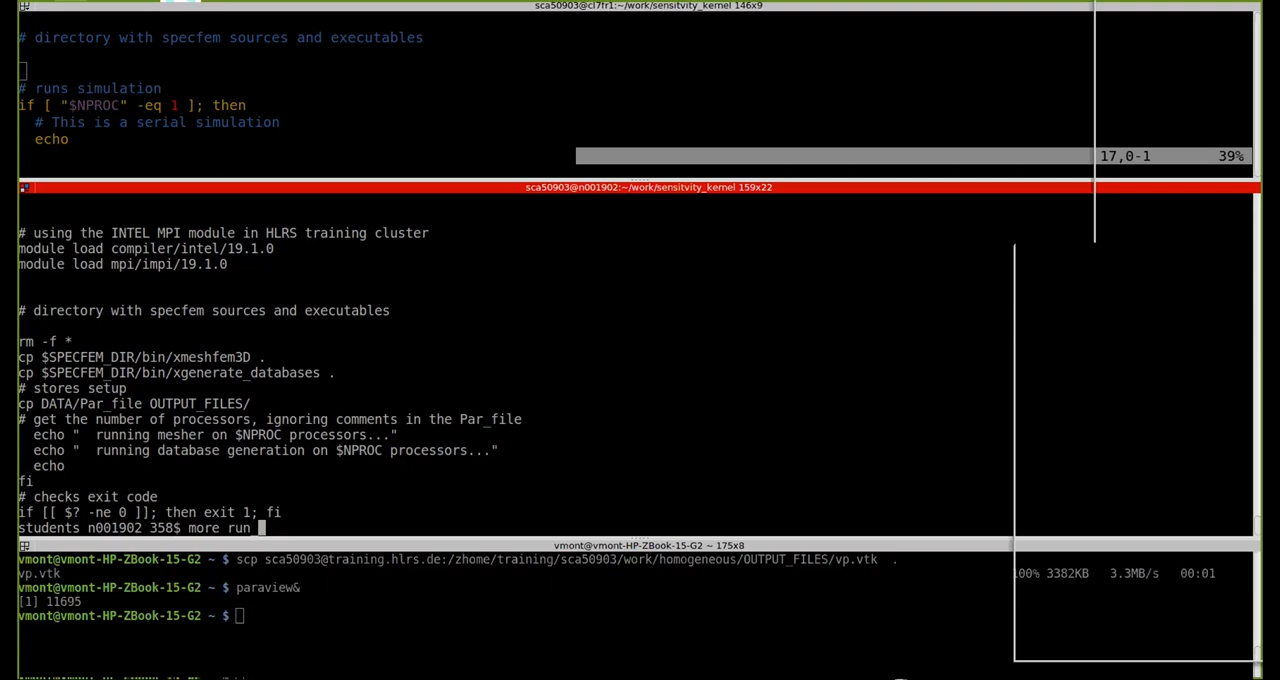 sca50903@cl7fr1:~/work/sensitvity_kernel 146x9
# directory with specfem sources and executables
# runs simulation
if [ "$NPROC" -eq 1 ]; then
# This is a serial simulation
echo
17,0-1 39%
sca50903@n001902:~/work/sensitvity_kernel 159x22
# using the INTEL MPI module in HLRS training cluster
module load compiler/intel/19.1.0
module load mpi/impi/19.1.0
# directory with specfem sources and executables
rm -f *
cp $SPECFEM_DIR/bin/xmeshfem3D .
cp $SPECFEM_DIR/bin/xgenerate_databases .
# stores setup
cp DATA/Par_file OUTPUT_FILES/
# get the number of processors, ignoring comments in the Par_file
echo "  running mesher on $NPROC processors..."
echo "  running database generation on $NPROC processors..."
echo
fi
# checks exit code
if [[ $? -ne 0 ]]; then exit 1; fi
students n001902 358$ more run
vmont@vmont-HP-ZBook-15-G2: ~ 175x8
vmont@vmont-HP-ZBook-15-G2 ~ $ scp sca50903@training.hlrs.de:/zhome/training/sca50903/work/homogeneous/OUTPUT_FILES/vp.vtk .
vp.vtk 100% 3382KB 3.3MB/s 00:01
vmont@vmont-HP-ZBook-15-G2 ~ $ paraview&
[1] 11695
vmont@vmont-HP-ZBook-15-G2 ~ $